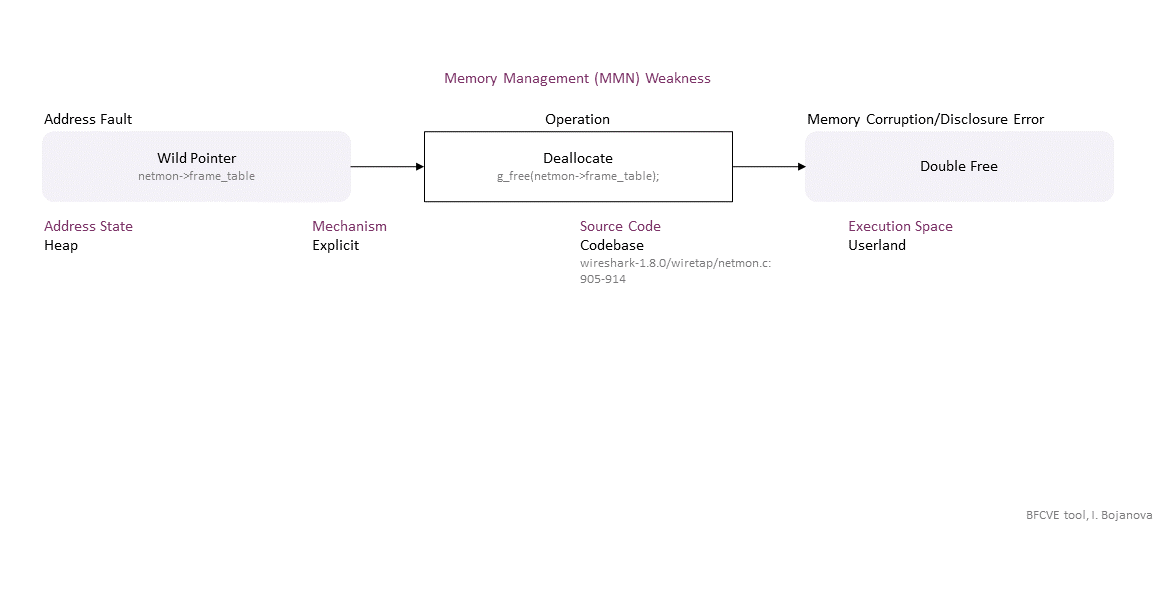 Memory Management (MMN) Weakness
Address Fault
Operation
Memory Corruption/Disclosure Error
Wild Pointer
netmon->frame_table
Deallocate
g_free(netmon->frame_table);
Double Free
Address State
Heap
Mechanism
Explicit
Source Code
Codebase
wireshark-1.8.0/wiretap/netmon.c:
905-914
Execution Space
Userland
BFCVE tool, I. Bojanova